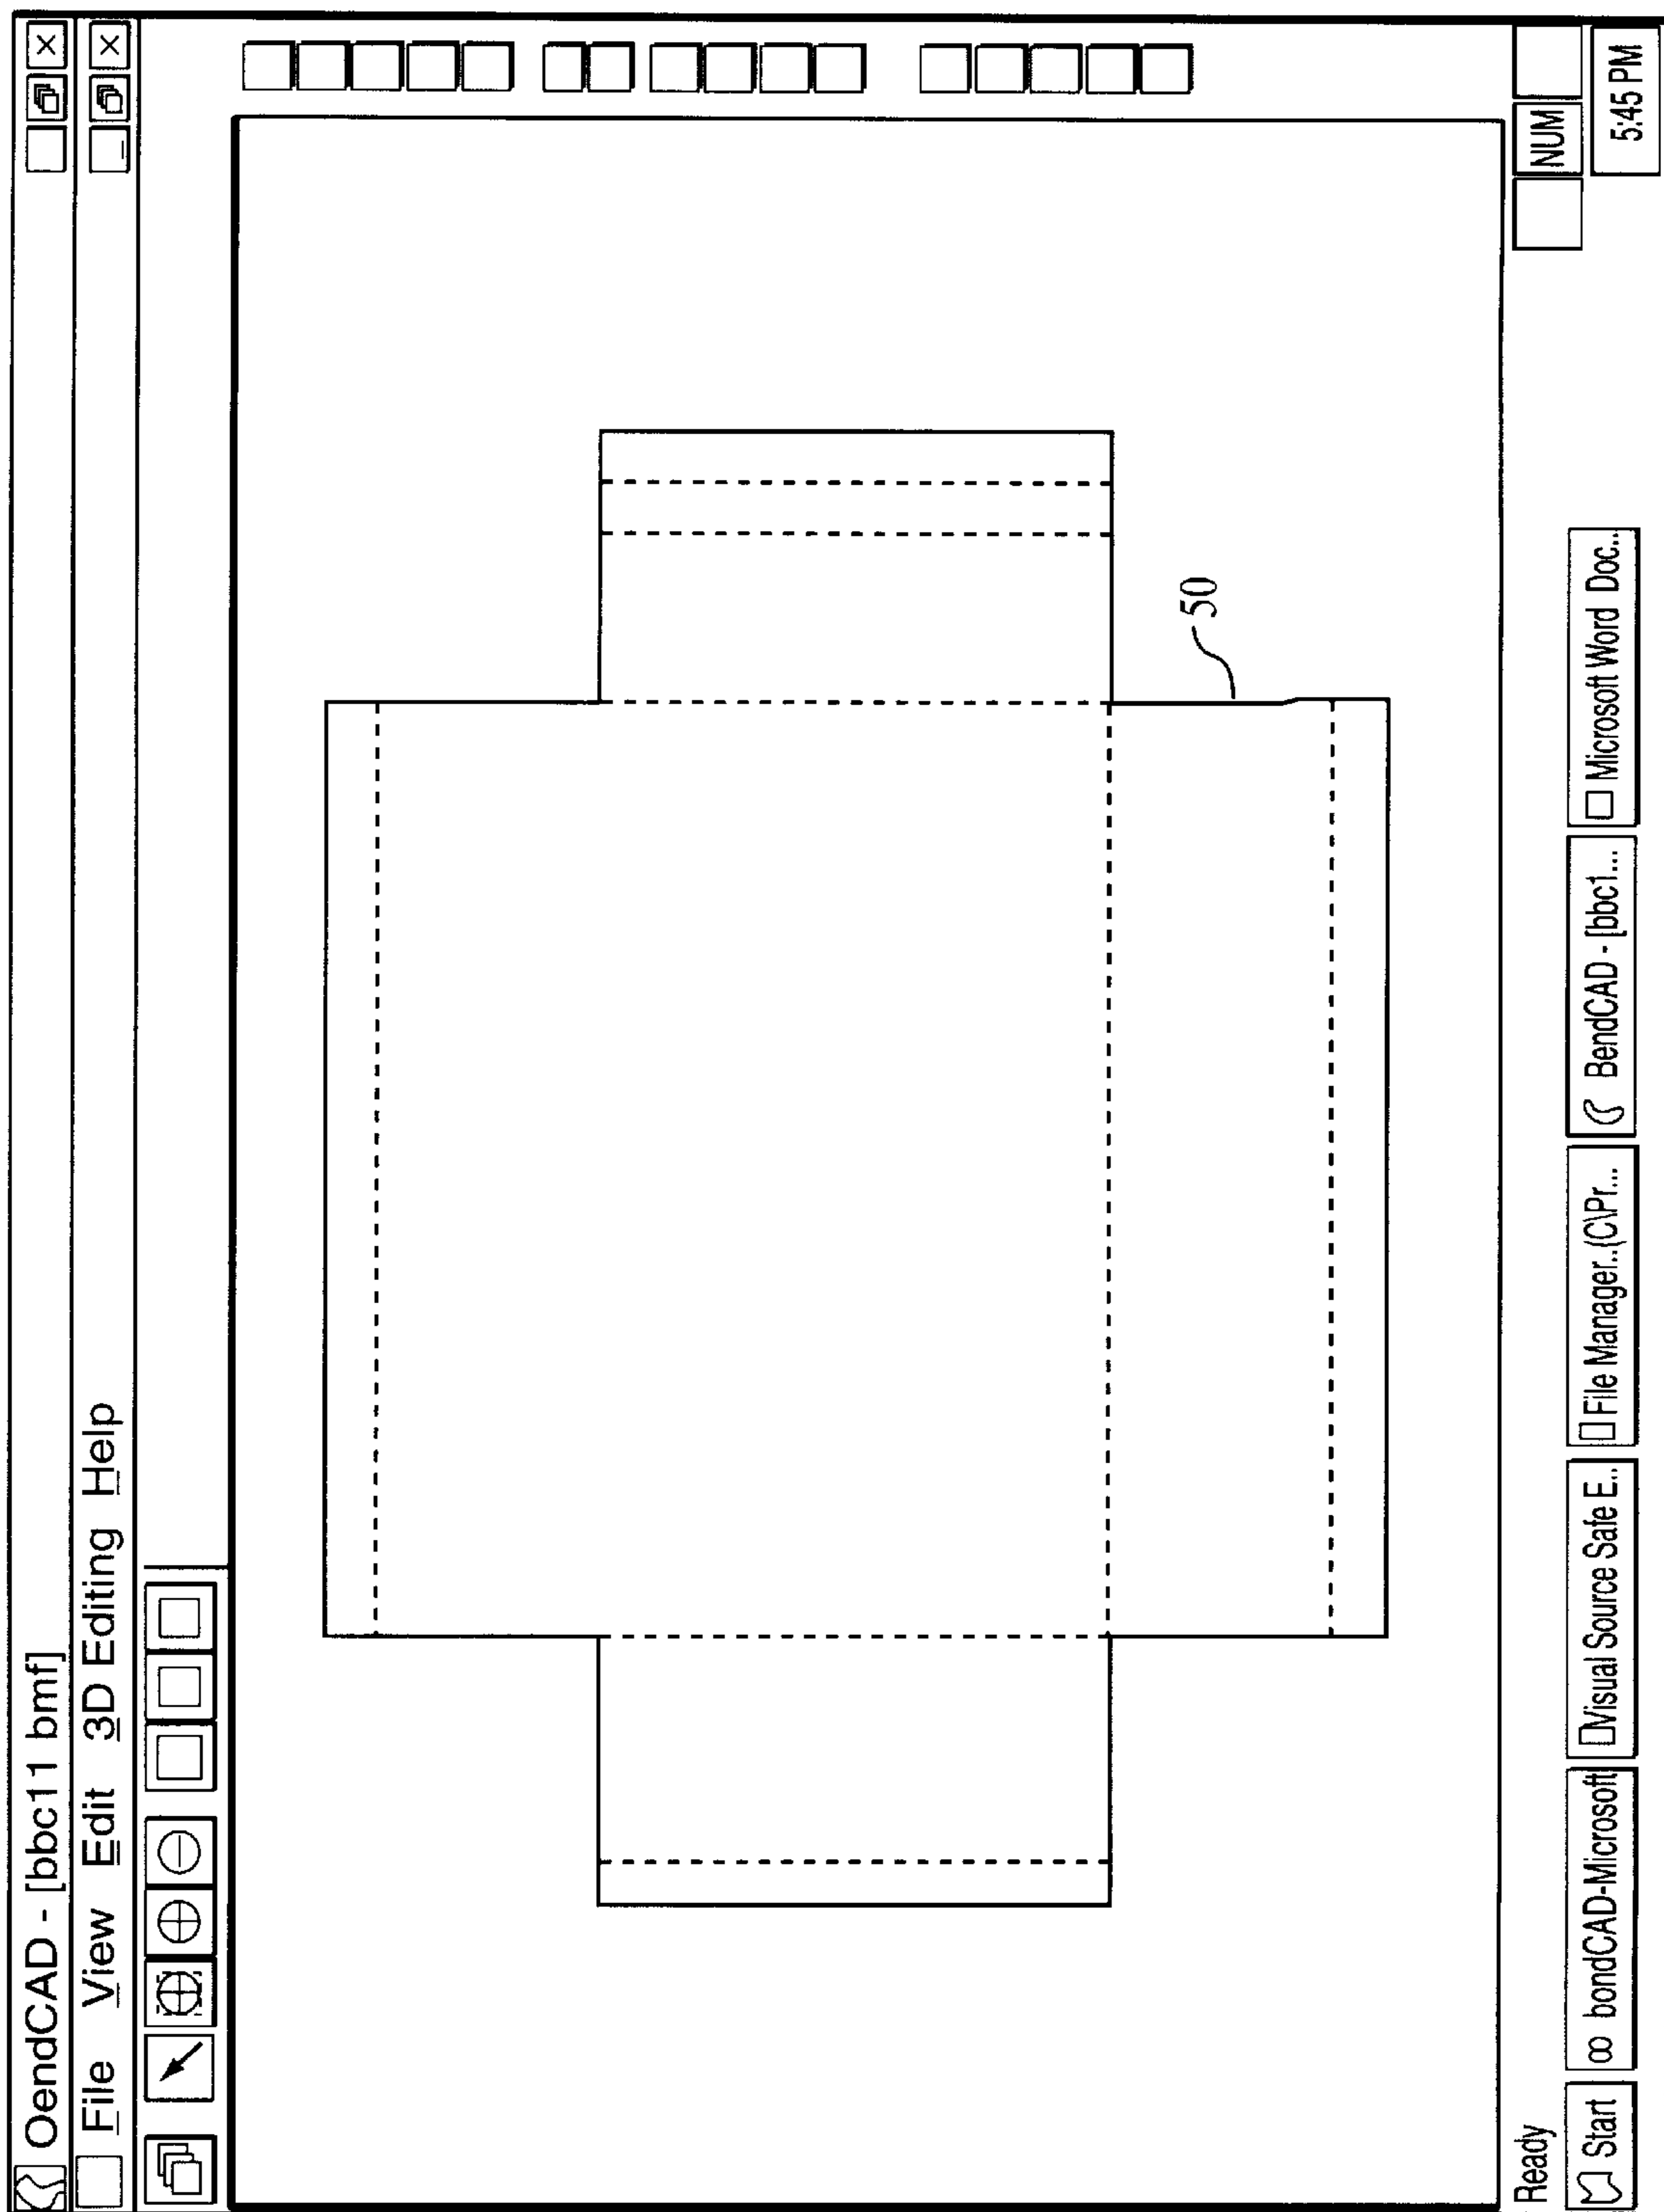 OendCAD - [bbc11 bmf]
File View Edit 3D Editing Help
50
Ready
NUM
Start
bondCAD-Microsoft
Visual Source Safe E..
File Manager..(C\Pr...
BendCAD - [bbc1...
Microsoft Word Doc..
5:45 PM